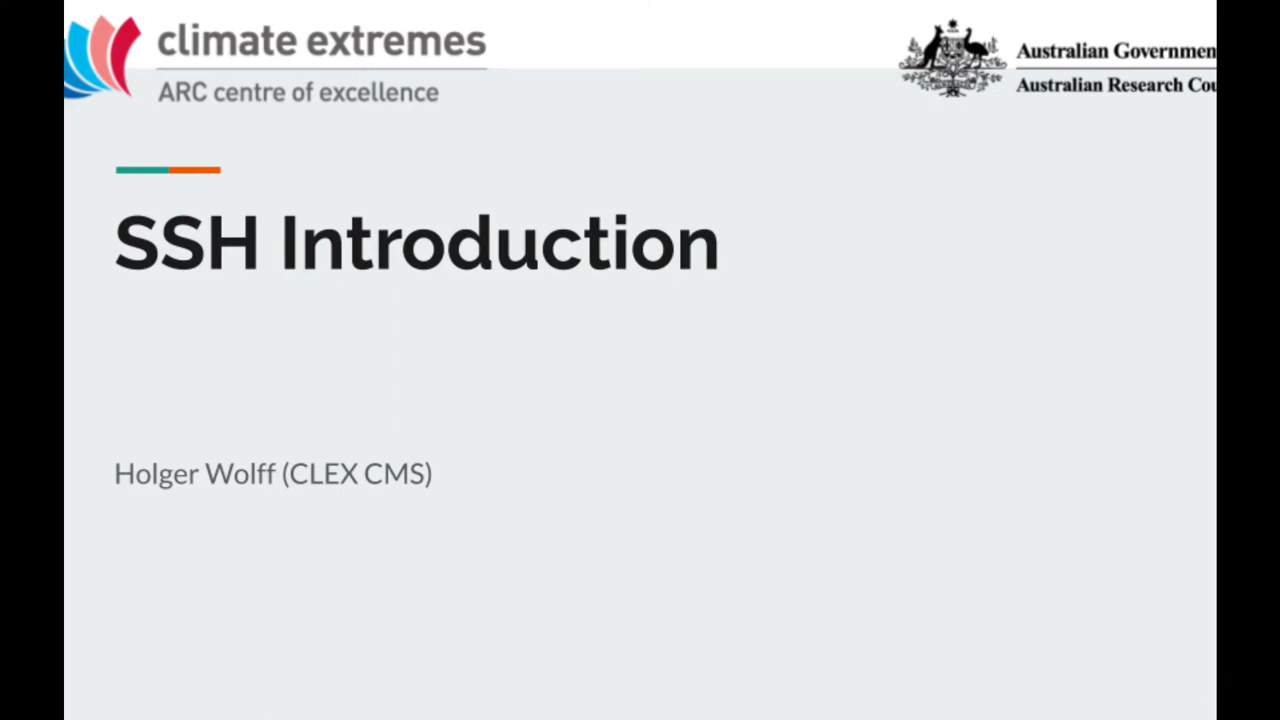 climate extremes
ARC centre of excellence
Australian Governmen
Australian Research Cou
SSH Introduction
Holger Wolff (CLEX CMS)